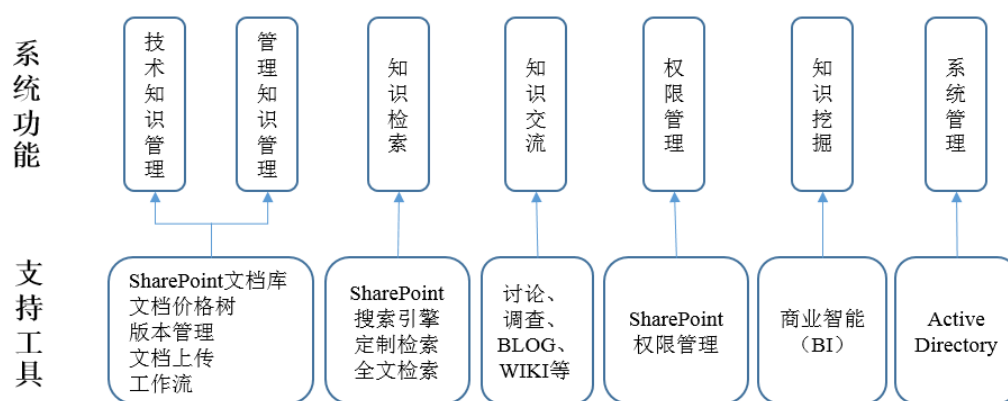 系统功能
技术知识管理
管理知识管理
知识检索
知识交流
权限管理
知识挖掘
系统管理
支持工具
SharePoint文档库
文档价格树
版本管理
文档上传
工作流
SharePoint
搜索引擎
定制检索
全文检索
讨论、
调查、
BLOG、
WIKI等
SharePoint
权限管理
商业智能
（BI）
Active
Directory